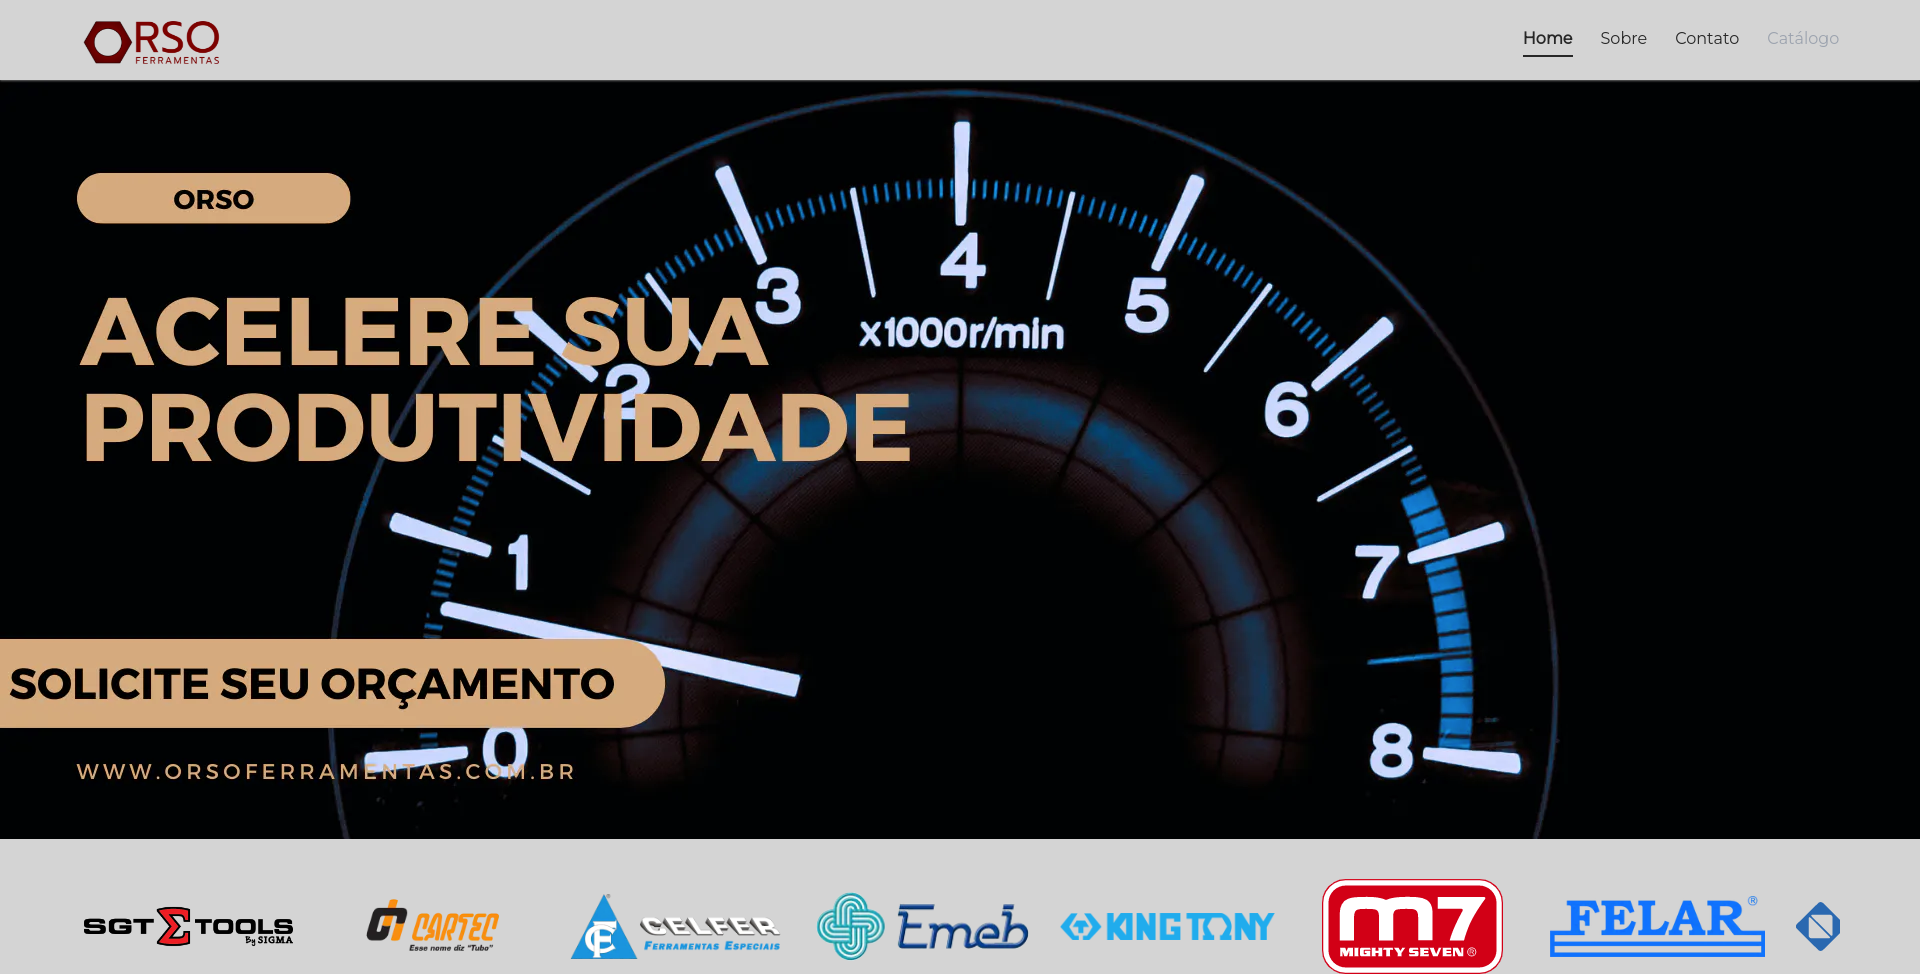 ORSO
FERRAMENTAS
Home
Sobre
Contato
Catálogo
ORSO
ACELERE SUA
PRODUTIVIDADE
SOLICITE SEU ORÇAMENTO
WWW.ORSOFERRAMENTAS.COM.BR
0
1
2
3
4
5
6
7
8
x1000r/min
SGT TOOLS
By SIGMA
CARTEC
Esse nome diz "Tubo"
CELFER
FERRAMENTAS ESPECIAIS
Emeb
KING TONY
m7
MIGHTY SEVEN®
FELAR®